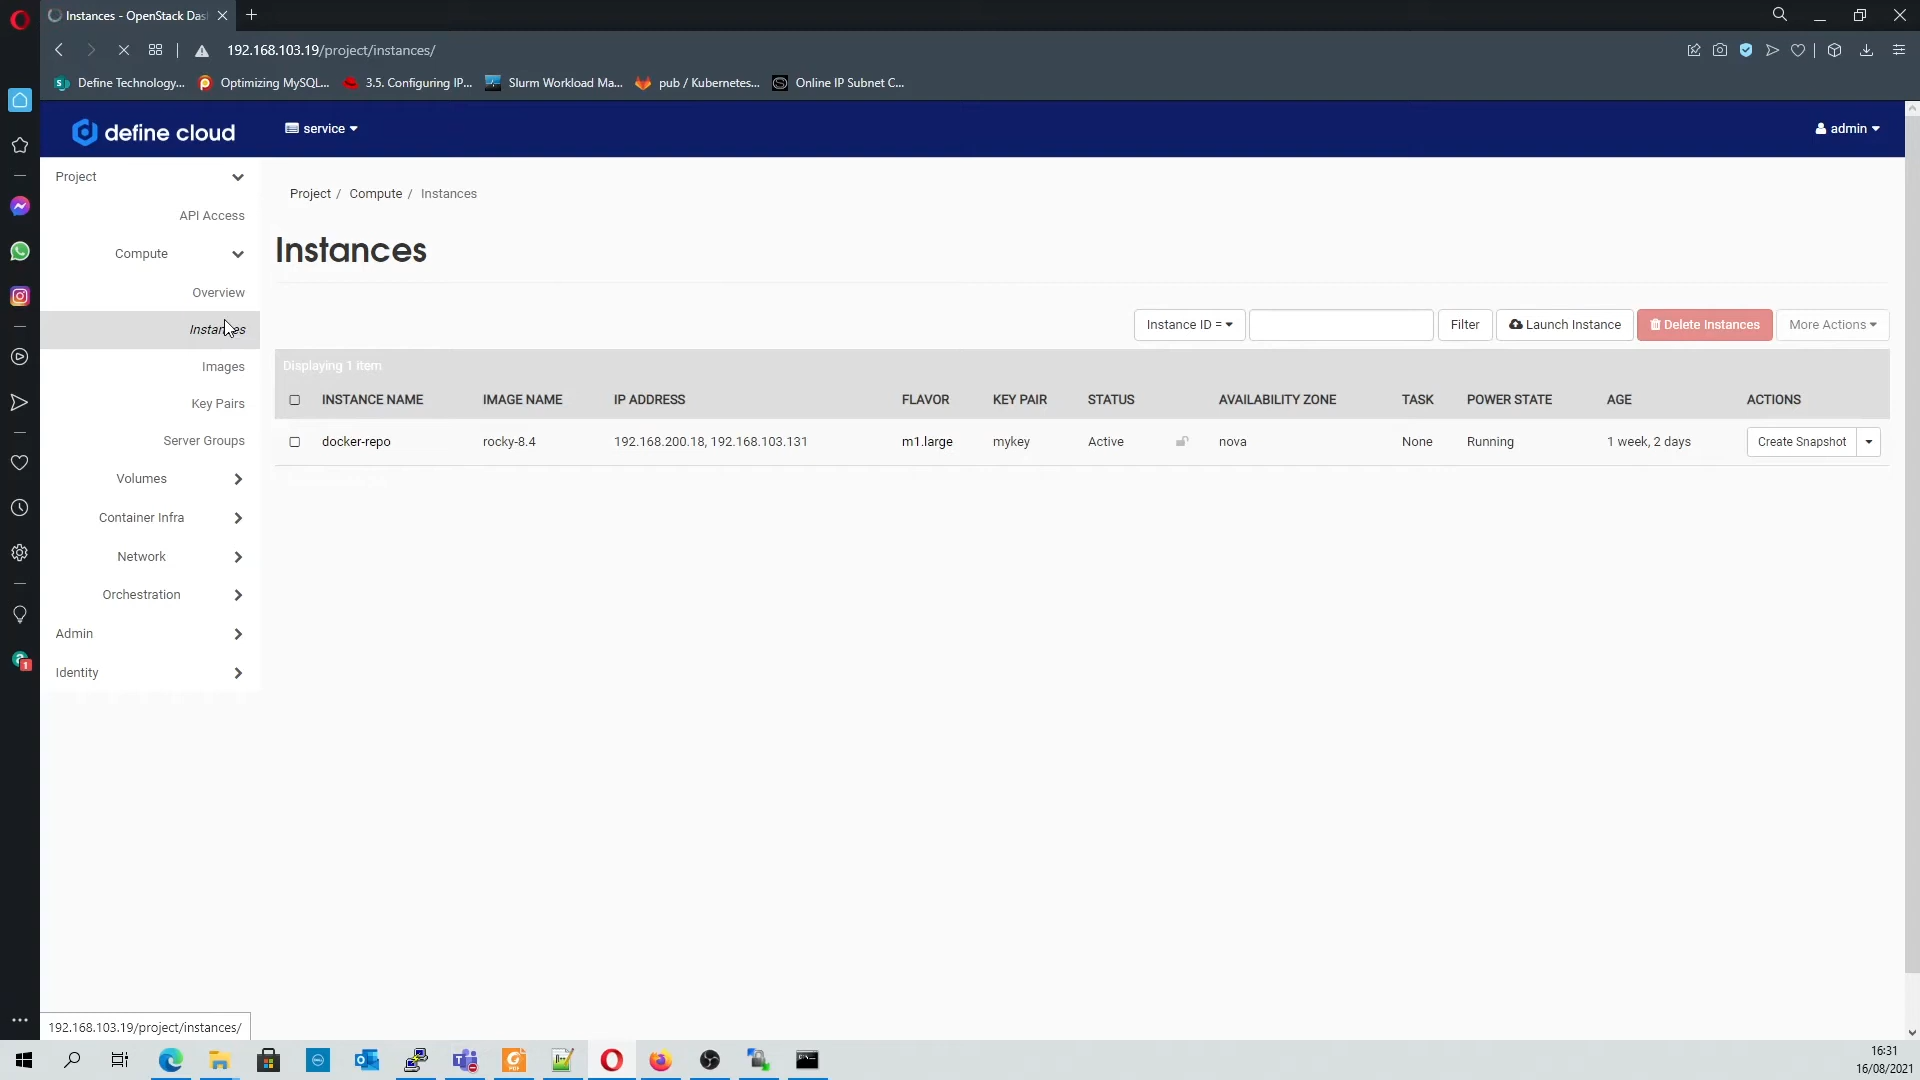 Instances - OpenStack Das
192.168.103.19/project/instances/
Define Technology... Optimizing MySQL... 3.5. Configuring IP... Slurm Workload Ma... pub / Kubernetes... Online IP Subnet C...
define cloud service admin
Project
API Access
Compute
Overview
Instances
Images
Key Pairs
Server Groups
Volumes
Container Infra
Network
Orchestration
Admin
Identity
Project / Compute / Instances
Instances
Instance ID = Filter Launch Instance Delete Instances More Actions
Displaying 1 item
INSTANCE NAME IMAGE NAME IP ADDRESS FLAVOR KEY PAIR STATUS AVAILABILITY ZONE TASK POWER STATE AGE ACTIONS
docker-repo rocky-8.4 192.168.200.18, 192.168.103.131 m1.large mykey Active nova None Running 1 week, 2 days Create Snapshot
1
192.168.103.19/project/instances/
16:31
16/08/2021